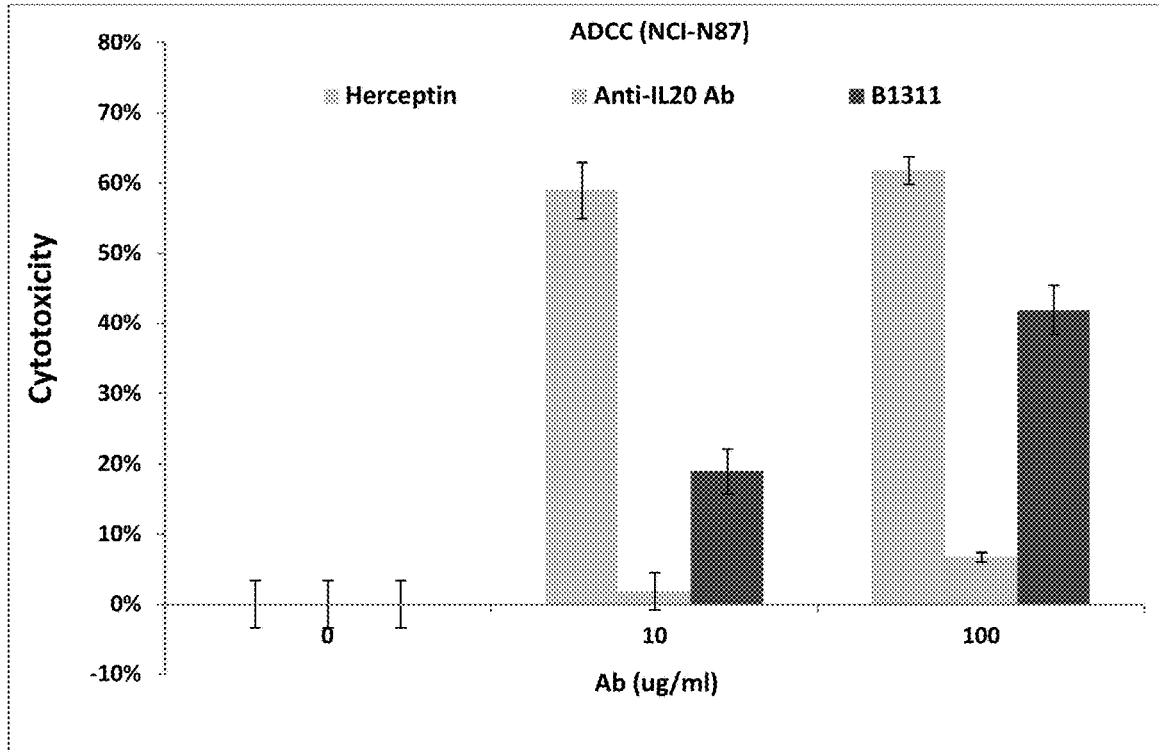 ADCC (NCI-N87)
Herceptin Anti-IL20 Ab B1311
80%
70%
60%
50%
40%
30%
20%
10%
0%
-10%
Cytotoxicity
0 10 100
Ab (ug/ml)